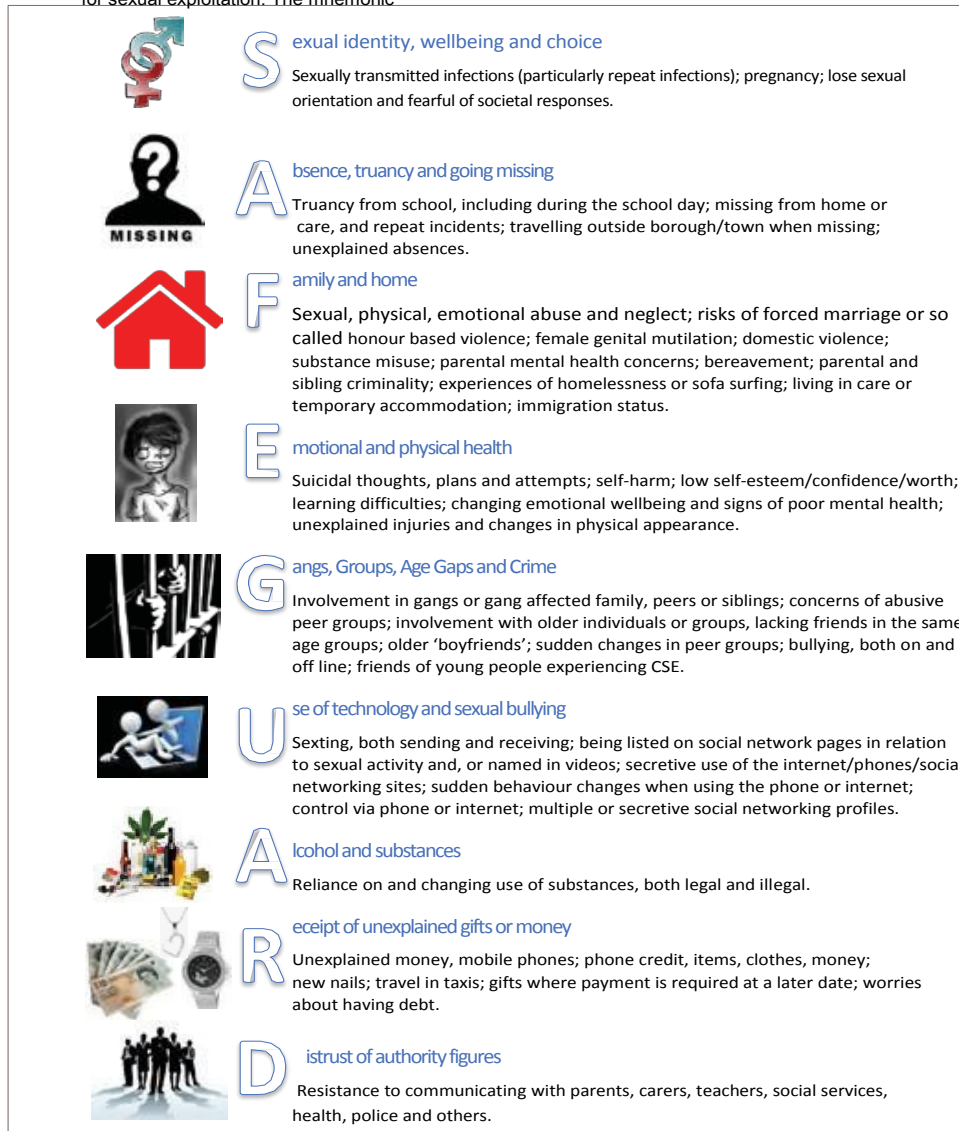 for sexual exploitation. The mnemonic
Sexual identity, wellbeing and choice
Sexually transmitted infections (particularly repeat infections); pregnancy; lose sexual
orientation and fearful of societal responses.
MISSING
Absence, truancy and going missing
Truancy from school, including during the school day; missing from home or
care, and repeat incidents; travelling outside borough/town when missing;
unexplained absences.
Family and home
Sexual, physical, emotional abuse and neglect; risks of forced marriage or so
called honour based violence; female genital mutilation; domestic violence;
substance misuse; parental mental health concerns; bereavement; parental and
sibling criminality; experiences of homelessness or sofa surfing; living in care or
temporary accommodation; immigration status.
Emotional and physical health
Suicidal thoughts, plans and attempts; self-harm; low self-esteem/confidence/worth;
learning difficulties; changing emotional wellbeing and signs of poor mental health;
unexplained injuries and changes in physical appearance.
Gangs, Groups, Age Gaps and Crime
Involvement in gangs or gang affected family, peers or siblings; concerns of abusive
peer groups; involvement with older individuals or groups, lacking friends in the same
age groups; older ‘boyfriends’; sudden changes in peer groups; bullying, both on and
off line; friends of young people experiencing CSE.
Use of technology and sexual bullying
Sexting, both sending and receiving; being listed on social network pages in relation
to sexual activity and, or named in videos; secretive use of the internet/phones/socia
networking sites; sudden behaviour changes when using the phone or internet;
control via phone or internet; multiple or secretive social networking profiles.
Alcohol and substances
Reliance on and changing use of substances, both legal and illegal.
Receipt of unexplained gifts or money
Unexplained money, mobile phones; phone credit, items, clothes, money;
new nails; travel in taxis; gifts where payment is required at a later date; worries
about having debt.
Distrust of authority figures
Resistance to communicating with parents, carers, teachers, social services,
health, police and others.